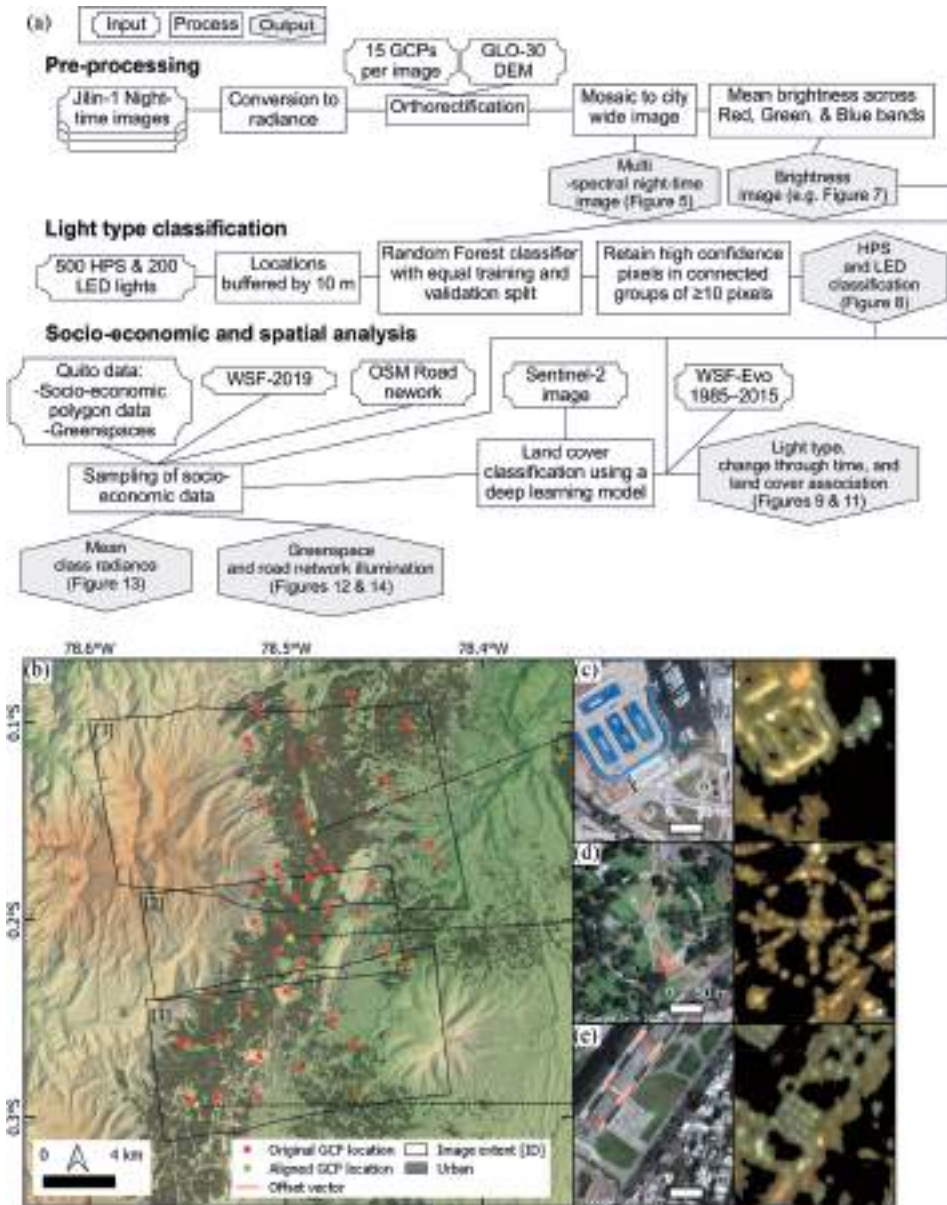 (a)
Input
Process
Output
Pre-processing
15 GCPs
per image
GLO-30
DEM
Jilin-1 Night-
time images
Conversion to
radiance
Orthorectification
Mosaic to city
wide image
Mean brightness across
Red, Green, & Blue bands
Multi
-spectral night-time
image (Figure 5)
Brightness
image (e.g. Figure 7)
Light type classification
500 HPS & 200
LED lights
Locations
buffered by 10 m
Random Forest classifier
with equal training and
validation split
Retain high confidence
pixels in connected
groups of ≥10 pixels
HPS
and LED
classification
(Figure 8)
Socio-economic and spatial analysis
Quito data:
-Socio-economic
polygon data
-Greenspaces
WSF-2019
OSM Road
nework
Sentinel-2
image
WSF-Evo
1985–2015
Sampling of socio-
economic data
Land cover
classification using a
deep learning model
Light type,
change through time, and
land cover association
(Figures 9 & 11)
Mean
class radiance
(Figure 13)
Greenspace
and road network illumination
(Figures 12 & 14)
78.6°W
78.5°W
78.4°W
(b)
0.1°S
0.2°S
0.3°S
[3]
[2]
[1]
0
4 km
Original GCP location
Aligned GCP location
Offset vector
Image extent [ID]
Urban
(c)
(d)
(e)